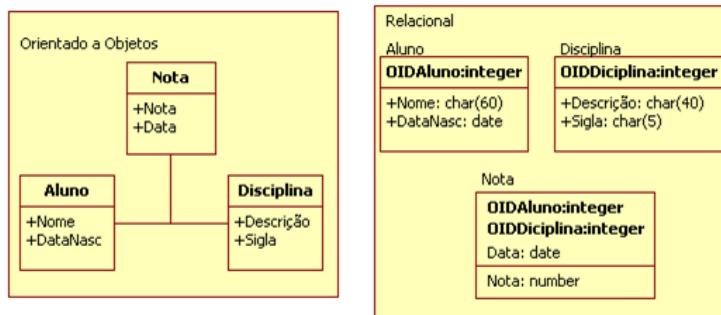 Orientado a Objetos
Nota
+Nota
+Data
Aluno
+Nome
+DataNasc
Disciplina
+Descrição
+Sigla
Relacional
Aluno
OIDAluno:integer
+Nome: char(60)
+DataNasc: date
Disciplina
OIDDiciplina:integer
+Descrição: char(40)
+Sigla: char(5)
Nota
OIDAluno:integer
OIDDiciplina:integer
Data: date
Nota: number